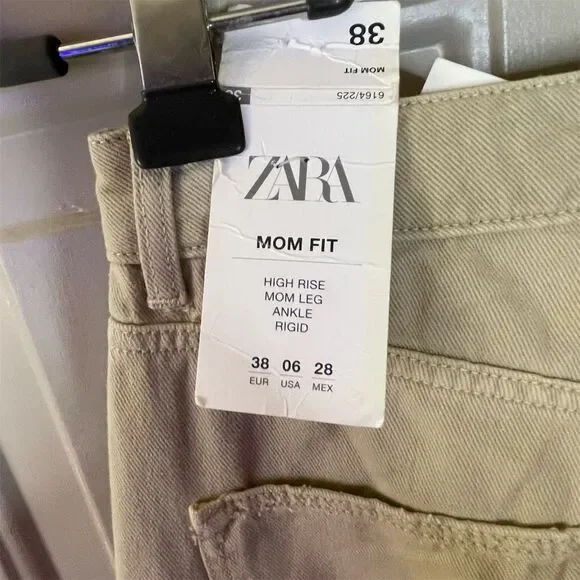 38
MOM FIT
6164/225
ZARA
MOM FIT
HIGH RISE
MOM LEG
ANKLE
RIGID
38 06 28
EUR USA MEX